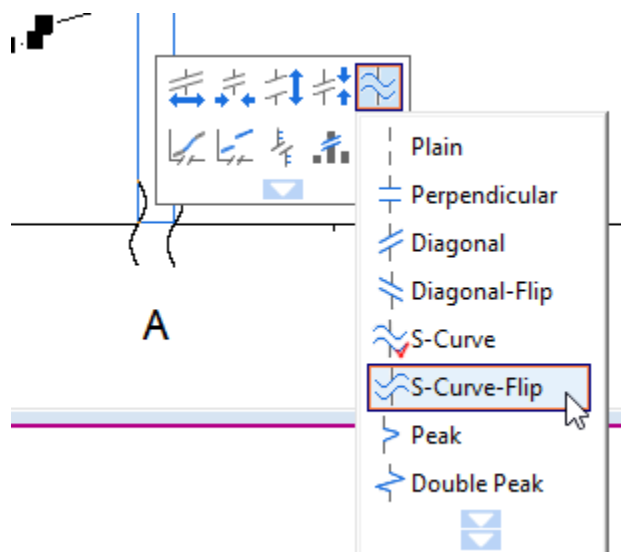 Plain
Perpendicular
Diagonal
Diagonal-Flip
S-Curve
S-Curve-Flip
Peak
Double Peak
A